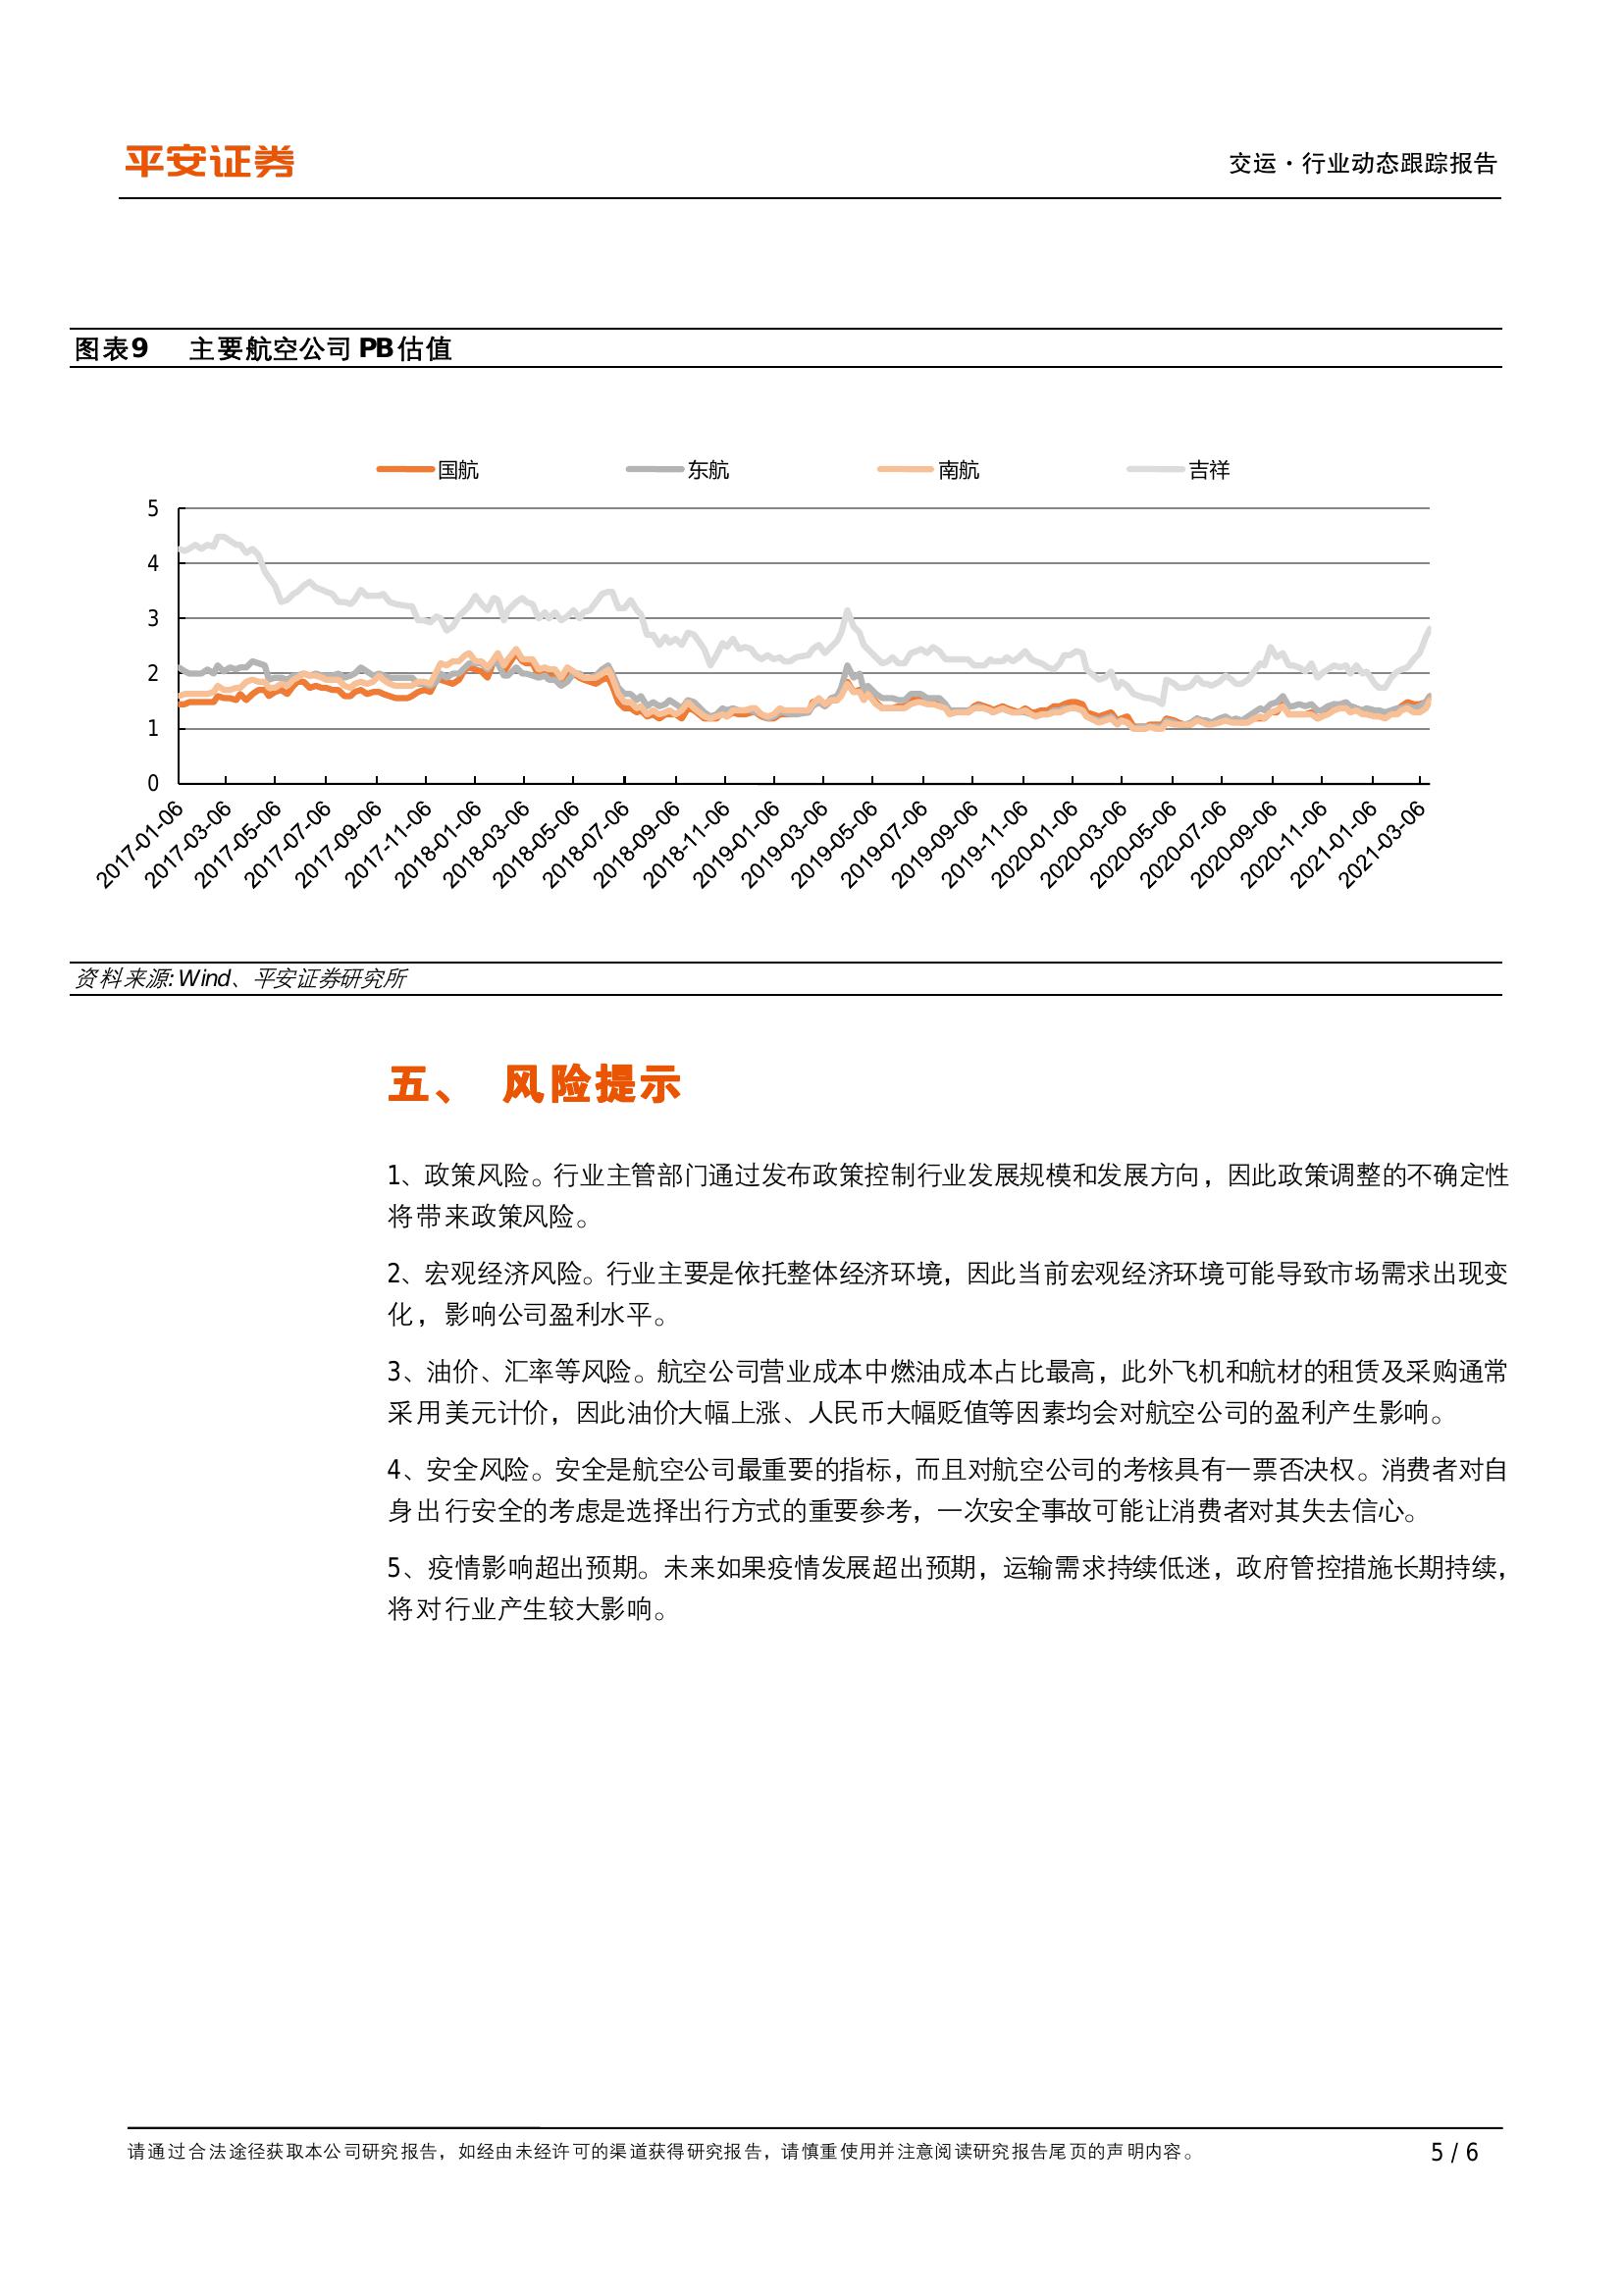 平安证券
交运·行业动态跟踪报告
图表9 主要航空公司PB估值
国航 东航 南航 吉祥
5
4
3
2
1
0
2017-01-06 2017-03-06 2017-05-06 2017-07-06 2017-09-06 2017-11-06 2018-01-06 2018-03-06 2018-05-06 2018-07-06 2018-09-06 2018-11-06 2019-01-06 2019-03-06 2019-05-06 2019-07-06 2019-09-06 2019-11-06 2020-01-06 2020-03-06 2020-05-06 2020-07-06 2020-09-06 2020-11-06 2021-01-06 2021-03-06
资料来源:Wind、平安证券研究所
五、 风险提示
1、政策风险。行业主管部门通过发布政策控制行业发展规模和发展方向，因此政策调整的不确定性
将带来政策风险。
2、宏观经济风险。行业主要是依托整体经济环境，因此当前宏观经济环境可能导致市场需求出现变
化，影响公司盈利水平。
3、油价、汇率等风险。航空公司营业成本中燃油成本占比最高，此外飞机和航材的租赁及采购通常
采用美元计价，因此油价大幅上涨、人民币大幅贬值等因素均会对航空公司的盈利产生影响。
4、安全风险。安全是航空公司最重要的指标，而且对航空公司的考核具有一票否决权。消费者对自
身出行安全的考虑是选择出行方式的重要参考，一次安全事故可能让消费者对其失去信心。
5、疫情影响超出预期。未来如果疫情发展超出预期，运输需求持续低迷，政府管控措施长期持续，
将对行业产生较大影响。
请通过合法途径获取本公司研究报告，如经由未经许可的渠道获得研究报告，请慎重使用并注意阅读研究报告尾页的声明内容。
5 / 6